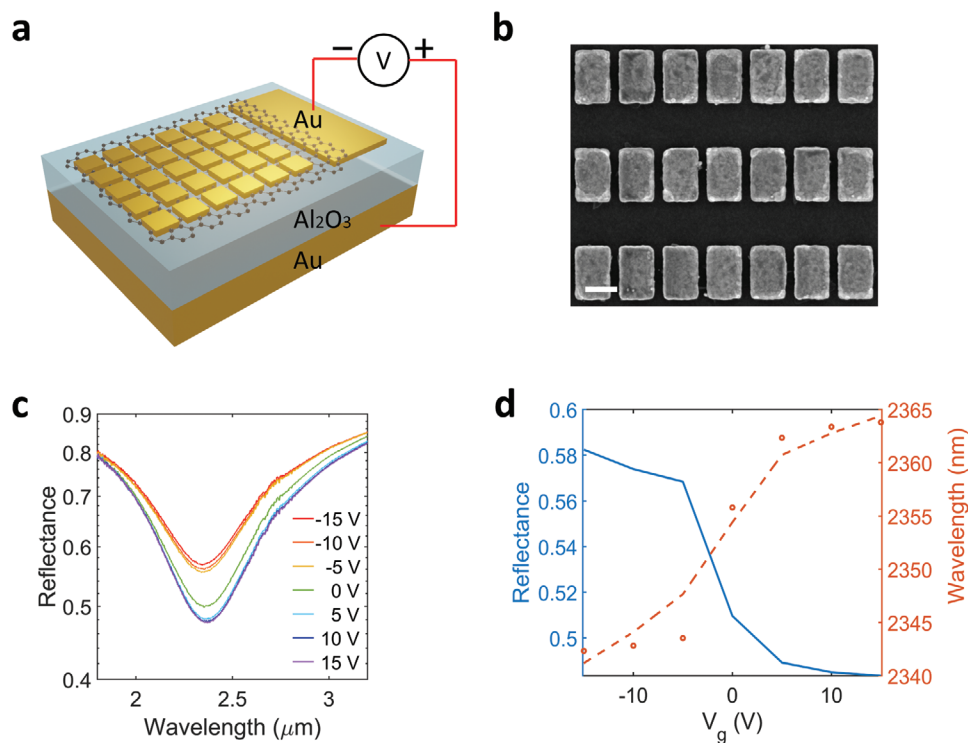 a
− V +
Au
Al₂O₃
Au
b
c
0.9
0.8
0.7
0.6
0.5
0.4
Reflectance
-15 V
-10 V
-5 V
0 V
5 V
10 V
15 V
2
2.5
3
Wavelength (μm)
d
0.6
0.58
0.56
0.54
0.52
0.5
Reflectance
2365
2360
2355
2350
2345
2340
Wavelength (nm)
-10
0
10
V_g (V)